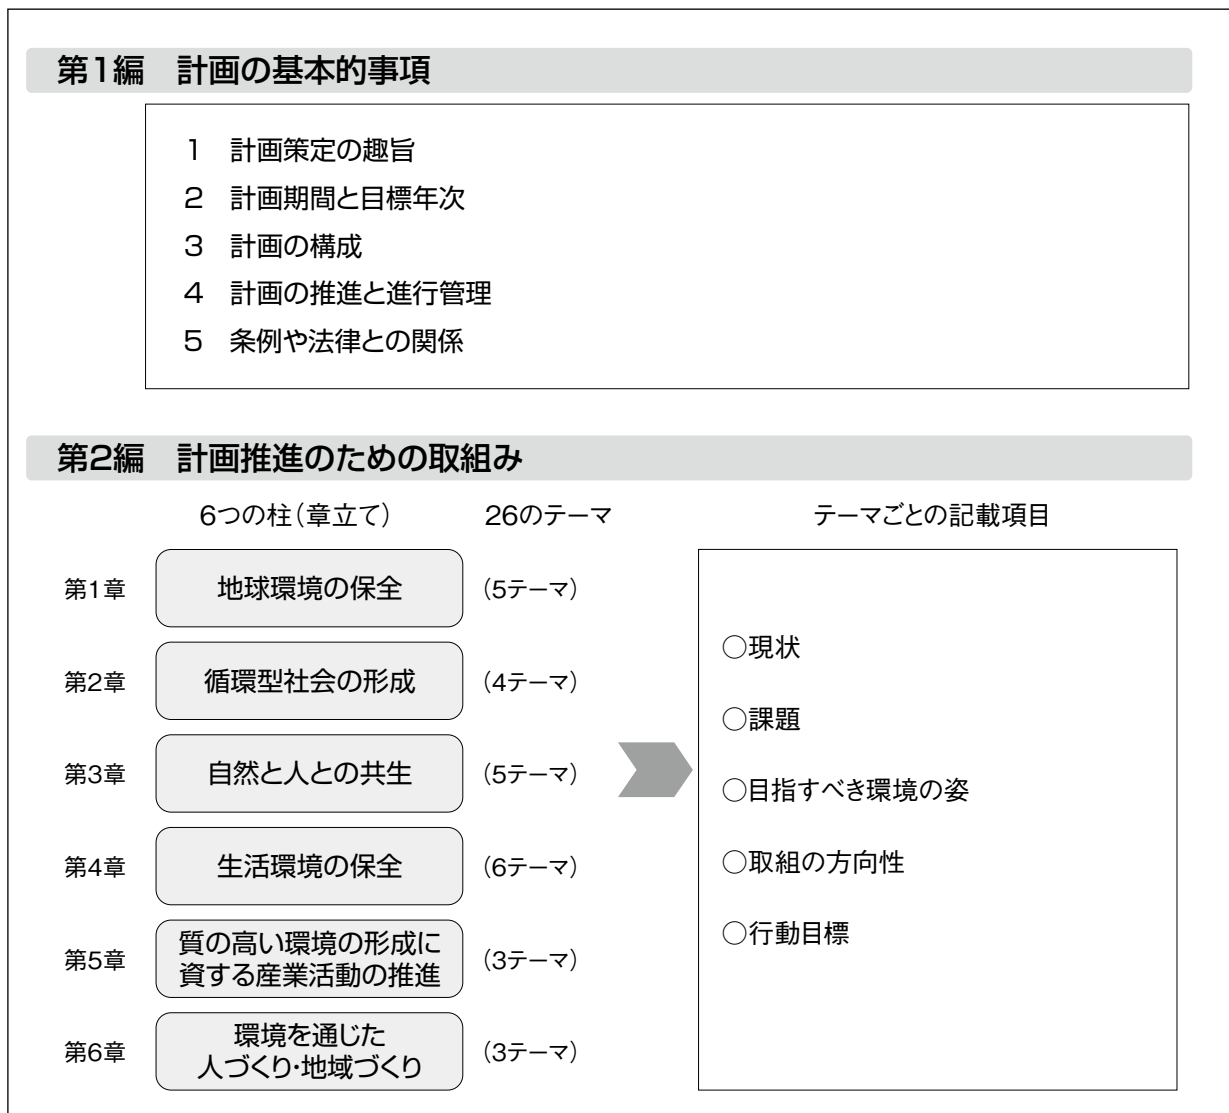 第1編 計画の基本的事項
1 計画策定の趣旨
2 計画期間と目標年次
3 計画の構成
4 計画の推進と進行管理
5 条例や法律との関係
第2編 計画推進のための取組み
6つの柱(章立て) 26のテーマ テーマごとの記載項目
第1章 地球環境の保全 (5テーマ)
第2章 循環型社会の形成 (4テーマ)
第3章 自然と人との共生 (5テーマ)
第4章 生活環境の保全 (6テーマ)
第5章 質の高い環境の形成に
資する産業活動の推進 (3テーマ)
第6章 環境を通じた
人づくり・地域づくり (3テーマ)
○現状
○課題
○目指すべき環境の姿
○取組の方向性
○行動目標